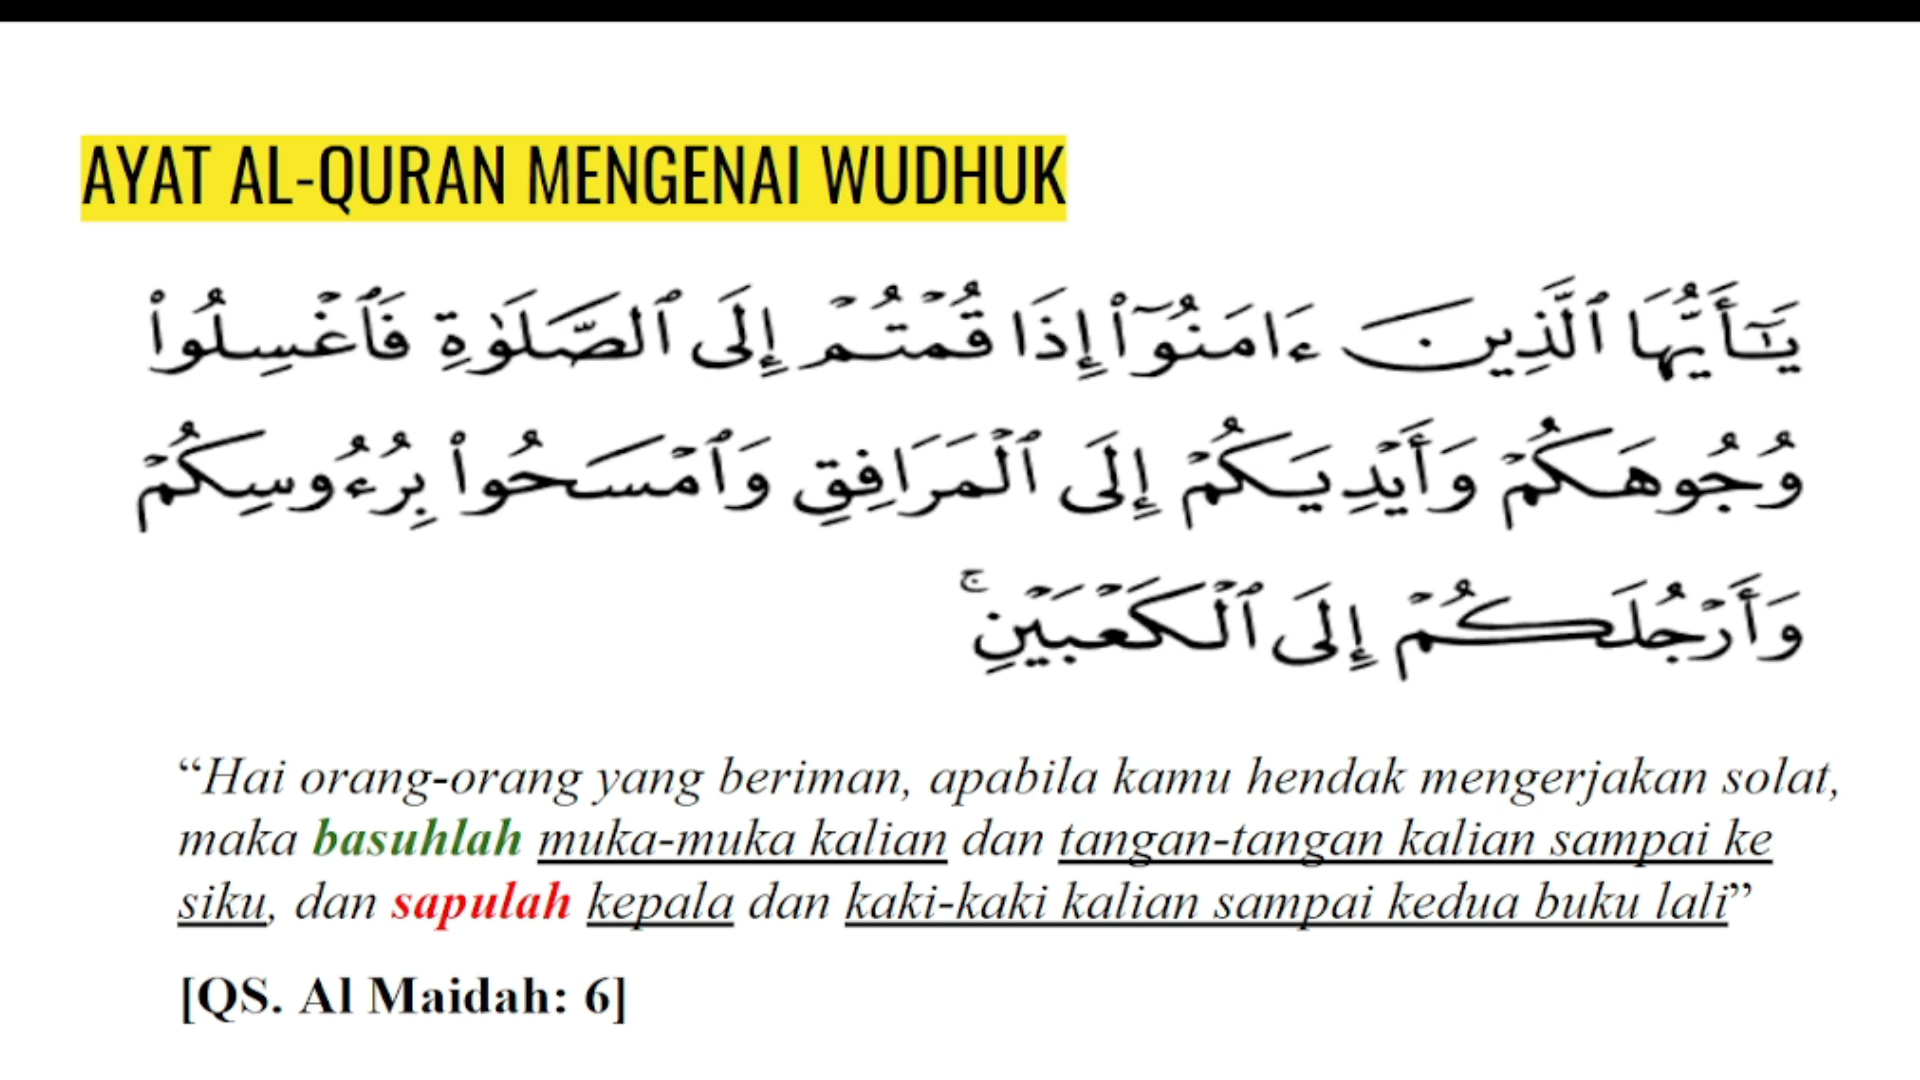 AYAT AL-QURAN MENGENAI WUDHUK
يَٰٓأَيُّهَا ٱلَّذِينَ ءَامَنُوٓا۟ إِذَا قُمۡتُمۡ إِلَى ٱلصَّلَوٰةِ فَٱغۡسِلُوا۟
وُجُوهَكُمۡ وَأَيۡدِيَكُمۡ إِلَى ٱلۡمَرَافِقِ وَٱمۡسَحُوا۟ بِرُءُوسِكُمۡ
وَأَرۡجُلَكُمۡ إِلَى ٱلۡكَعۡبَيۡنِۚ
“Hai orang-orang yang beriman, apabila kamu hendak mengerjakan solat,
maka basuhlah muka-muka kalian dan tangan-tangan kalian sampai ke
siku, dan sapulah kepala dan kaki-kaki kalian sampai kedua buku lali”
[QS. Al Maidah: 6]